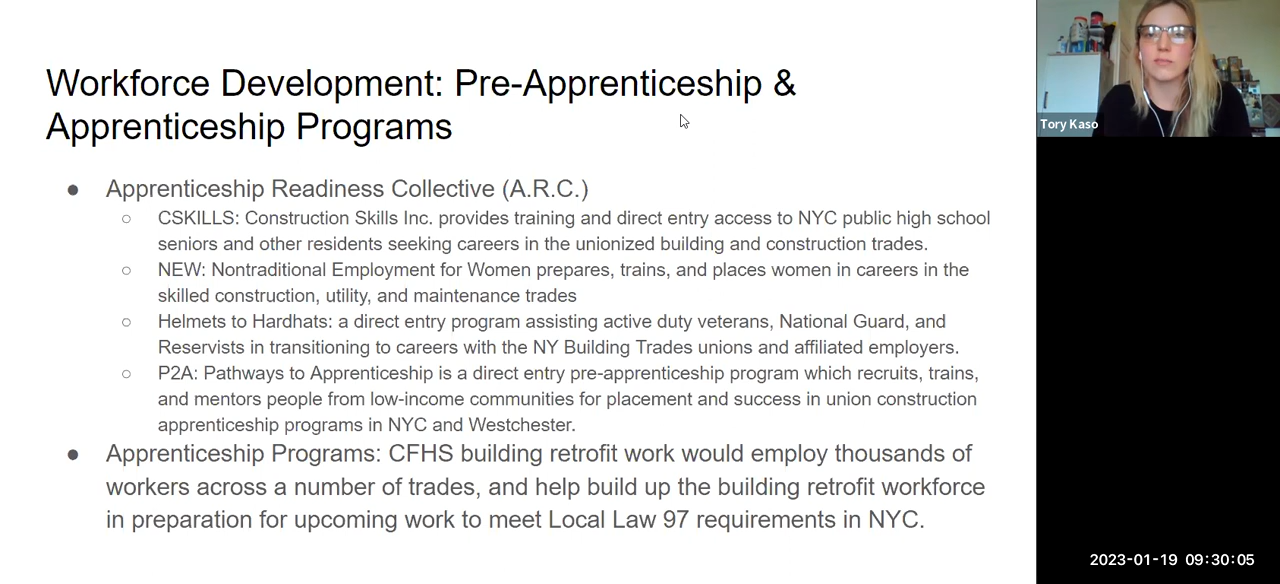 Workforce Development: Pre-Apprenticeship &
Apprenticeship Programs
● Apprenticeship Readiness Collective (A.R.C.)
○ CSKILLS: Construction Skills Inc. provides training and direct entry access to NYC public high school
seniors and other residents seeking careers in the unionized building and construction trades.
○ NEW: Nontraditional Employment for Women prepares, trains, and places women in careers in the
skilled construction, utility, and maintenance trades
○ Helmets to Hardhats: a direct entry program assisting active duty veterans, National Guard, and
Reservists in transitioning to careers with the NY Building Trades unions and affiliated employers.
○ P2A: Pathways to Apprenticeship is a direct entry pre-apprenticeship program which recruits, trains,
and mentors people from low-income communities for placement and success in union construction
apprenticeship programs in NYC and Westchester.
● Apprenticeship Programs: CFHS building retrofit work would employ thousands of
workers across a number of trades, and help build up the building retrofit workforce
in preparation for upcoming work to meet Local Law 97 requirements in NYC.
Tory Kaso
2023-01-19 09:30:05